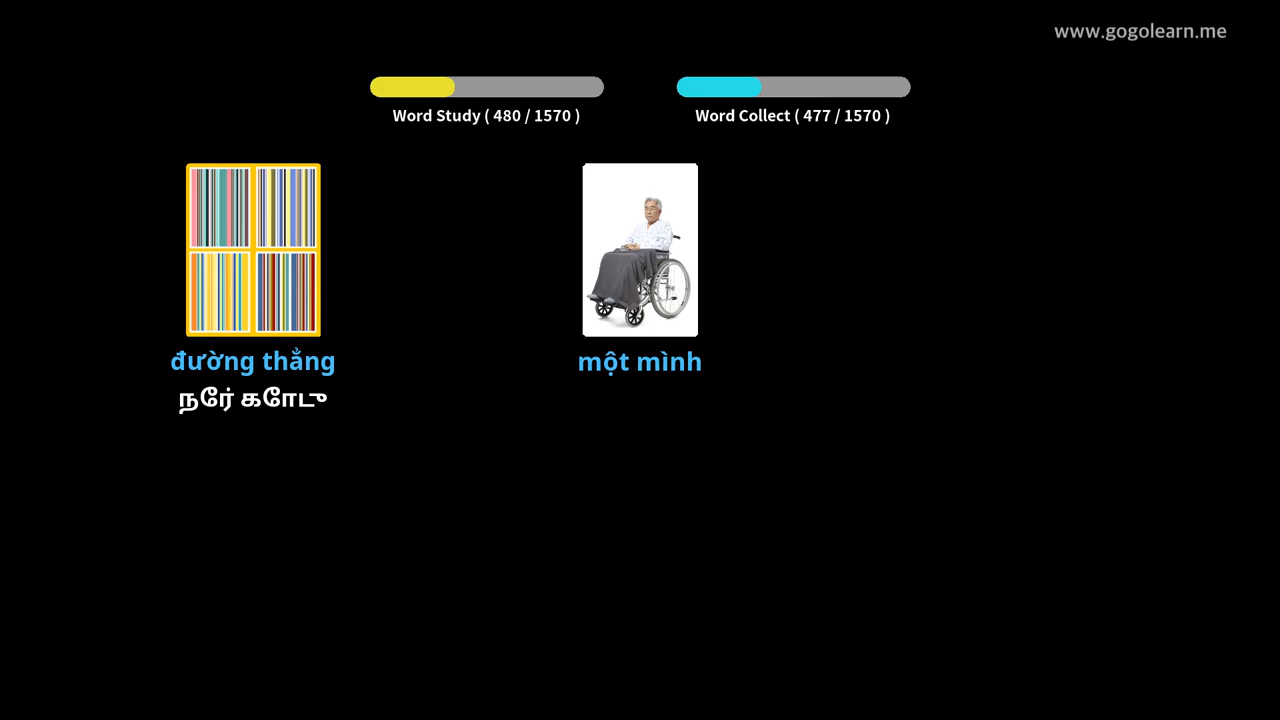 www.gogolearn.me
Word Study ( 480 / 1570 )
Word Collect ( 477 / 1570 )
đường thẳng
một mình
நேர் கோடு